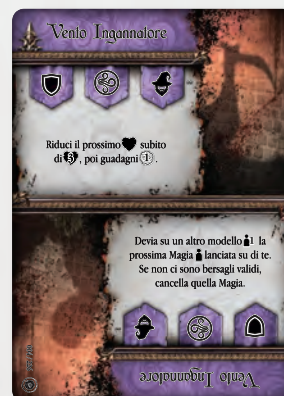 Vento Ingannatore
Riduci il prossimo subito
di 5, poi guadagni 1.
Devia su un altro modello 1 la
prossima Magia lanciata su di te.
Se non ci sono bersagli validi,
cancella quella Magia.
Vento Ingannatore